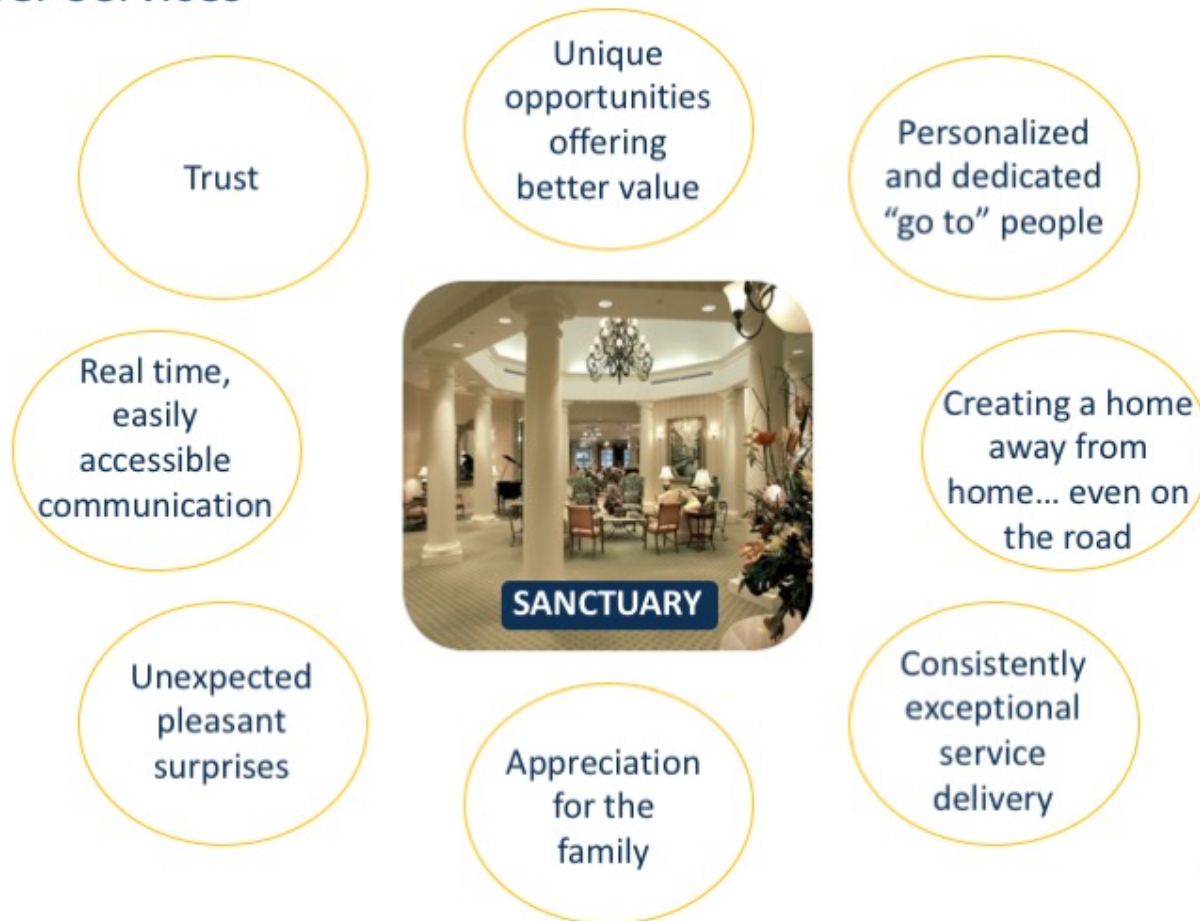 Services
Unique
opportunities
offering
better value
Trust
Personalized
and dedicated
“go to” people
Real time,
easily
accessible
communication
Creating a home
away from
home... even on
the road
SANCTUARY
Unexpected
pleasant
surprises
Consistently
exceptional
service
delivery
Appreciation
for the
family